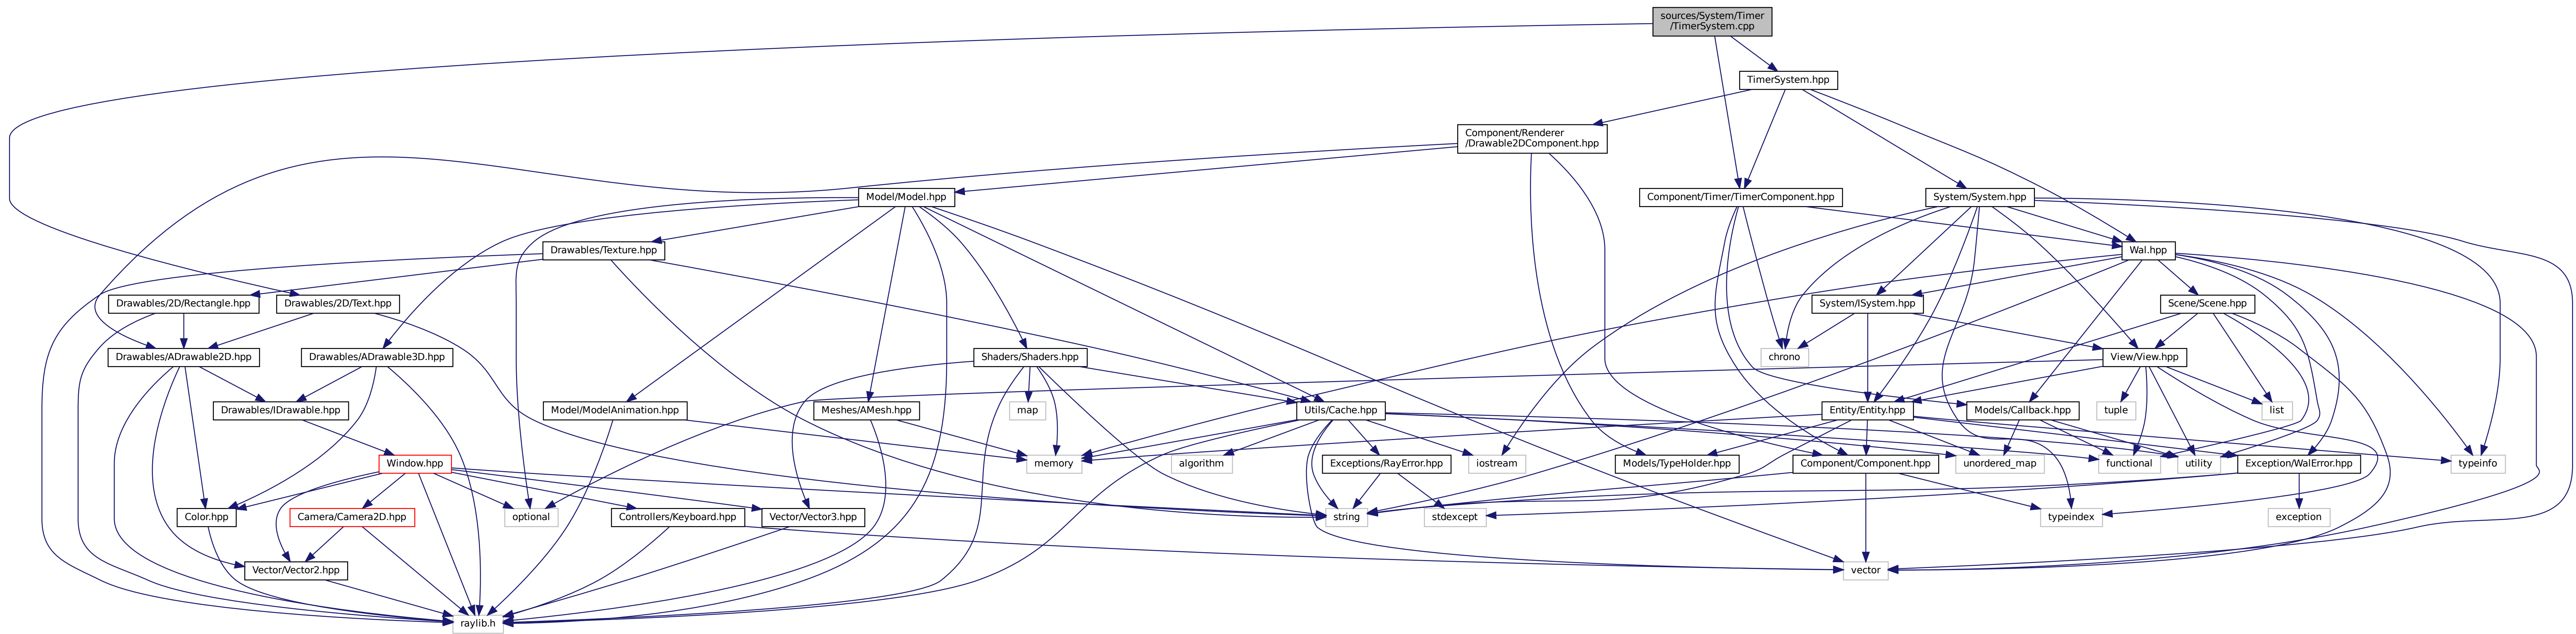 sources/System/Timer
/TimerSystem.cpp
TimerSystem.hpp
Component/Renderer
/Drawable2DComponent.hpp
Model/Model.hpp
Component/Timer/TimerComponent.hpp
System/System.hpp
Drawables/Texture.hpp
Wal.hpp
Drawables/2D/Rectangle.hpp
Drawables/2D/Text.hpp
System/ISystem.hpp
Scene/Scene.hpp
Drawables/ADrawable2D.hpp
Drawables/ADrawable3D.hpp
Shaders/Shaders.hpp
chrono
View/View.hpp
Drawables/IDrawable.hpp
Model/ModelAnimation.hpp
Meshes/AMesh.hpp
map
Utils/Cache.hpp
Entity/Entity.hpp
Models/Callback.hpp
tuple
list
Window.hpp
memory
algorithm
Exceptions/RayError.hpp
iostream
Models/TypeHolder.hpp
Component/Component.hpp
unordered_map
functional
utility
Exception/WalError.hpp
typeinfo
Color.hpp
Camera/Camera2D.hpp
optional
Controllers/Keyboard.hpp
Vector/Vector3.hpp
string
stdexcept
typeindex
exception
Vector/Vector2.hpp
vector
raylib.h